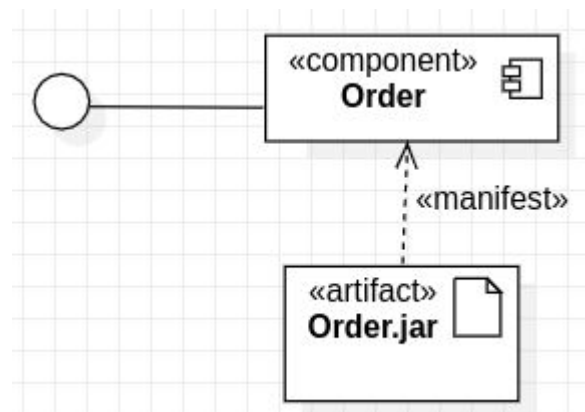 «component»
Order
«manifest»
«artifact»
Order.jar